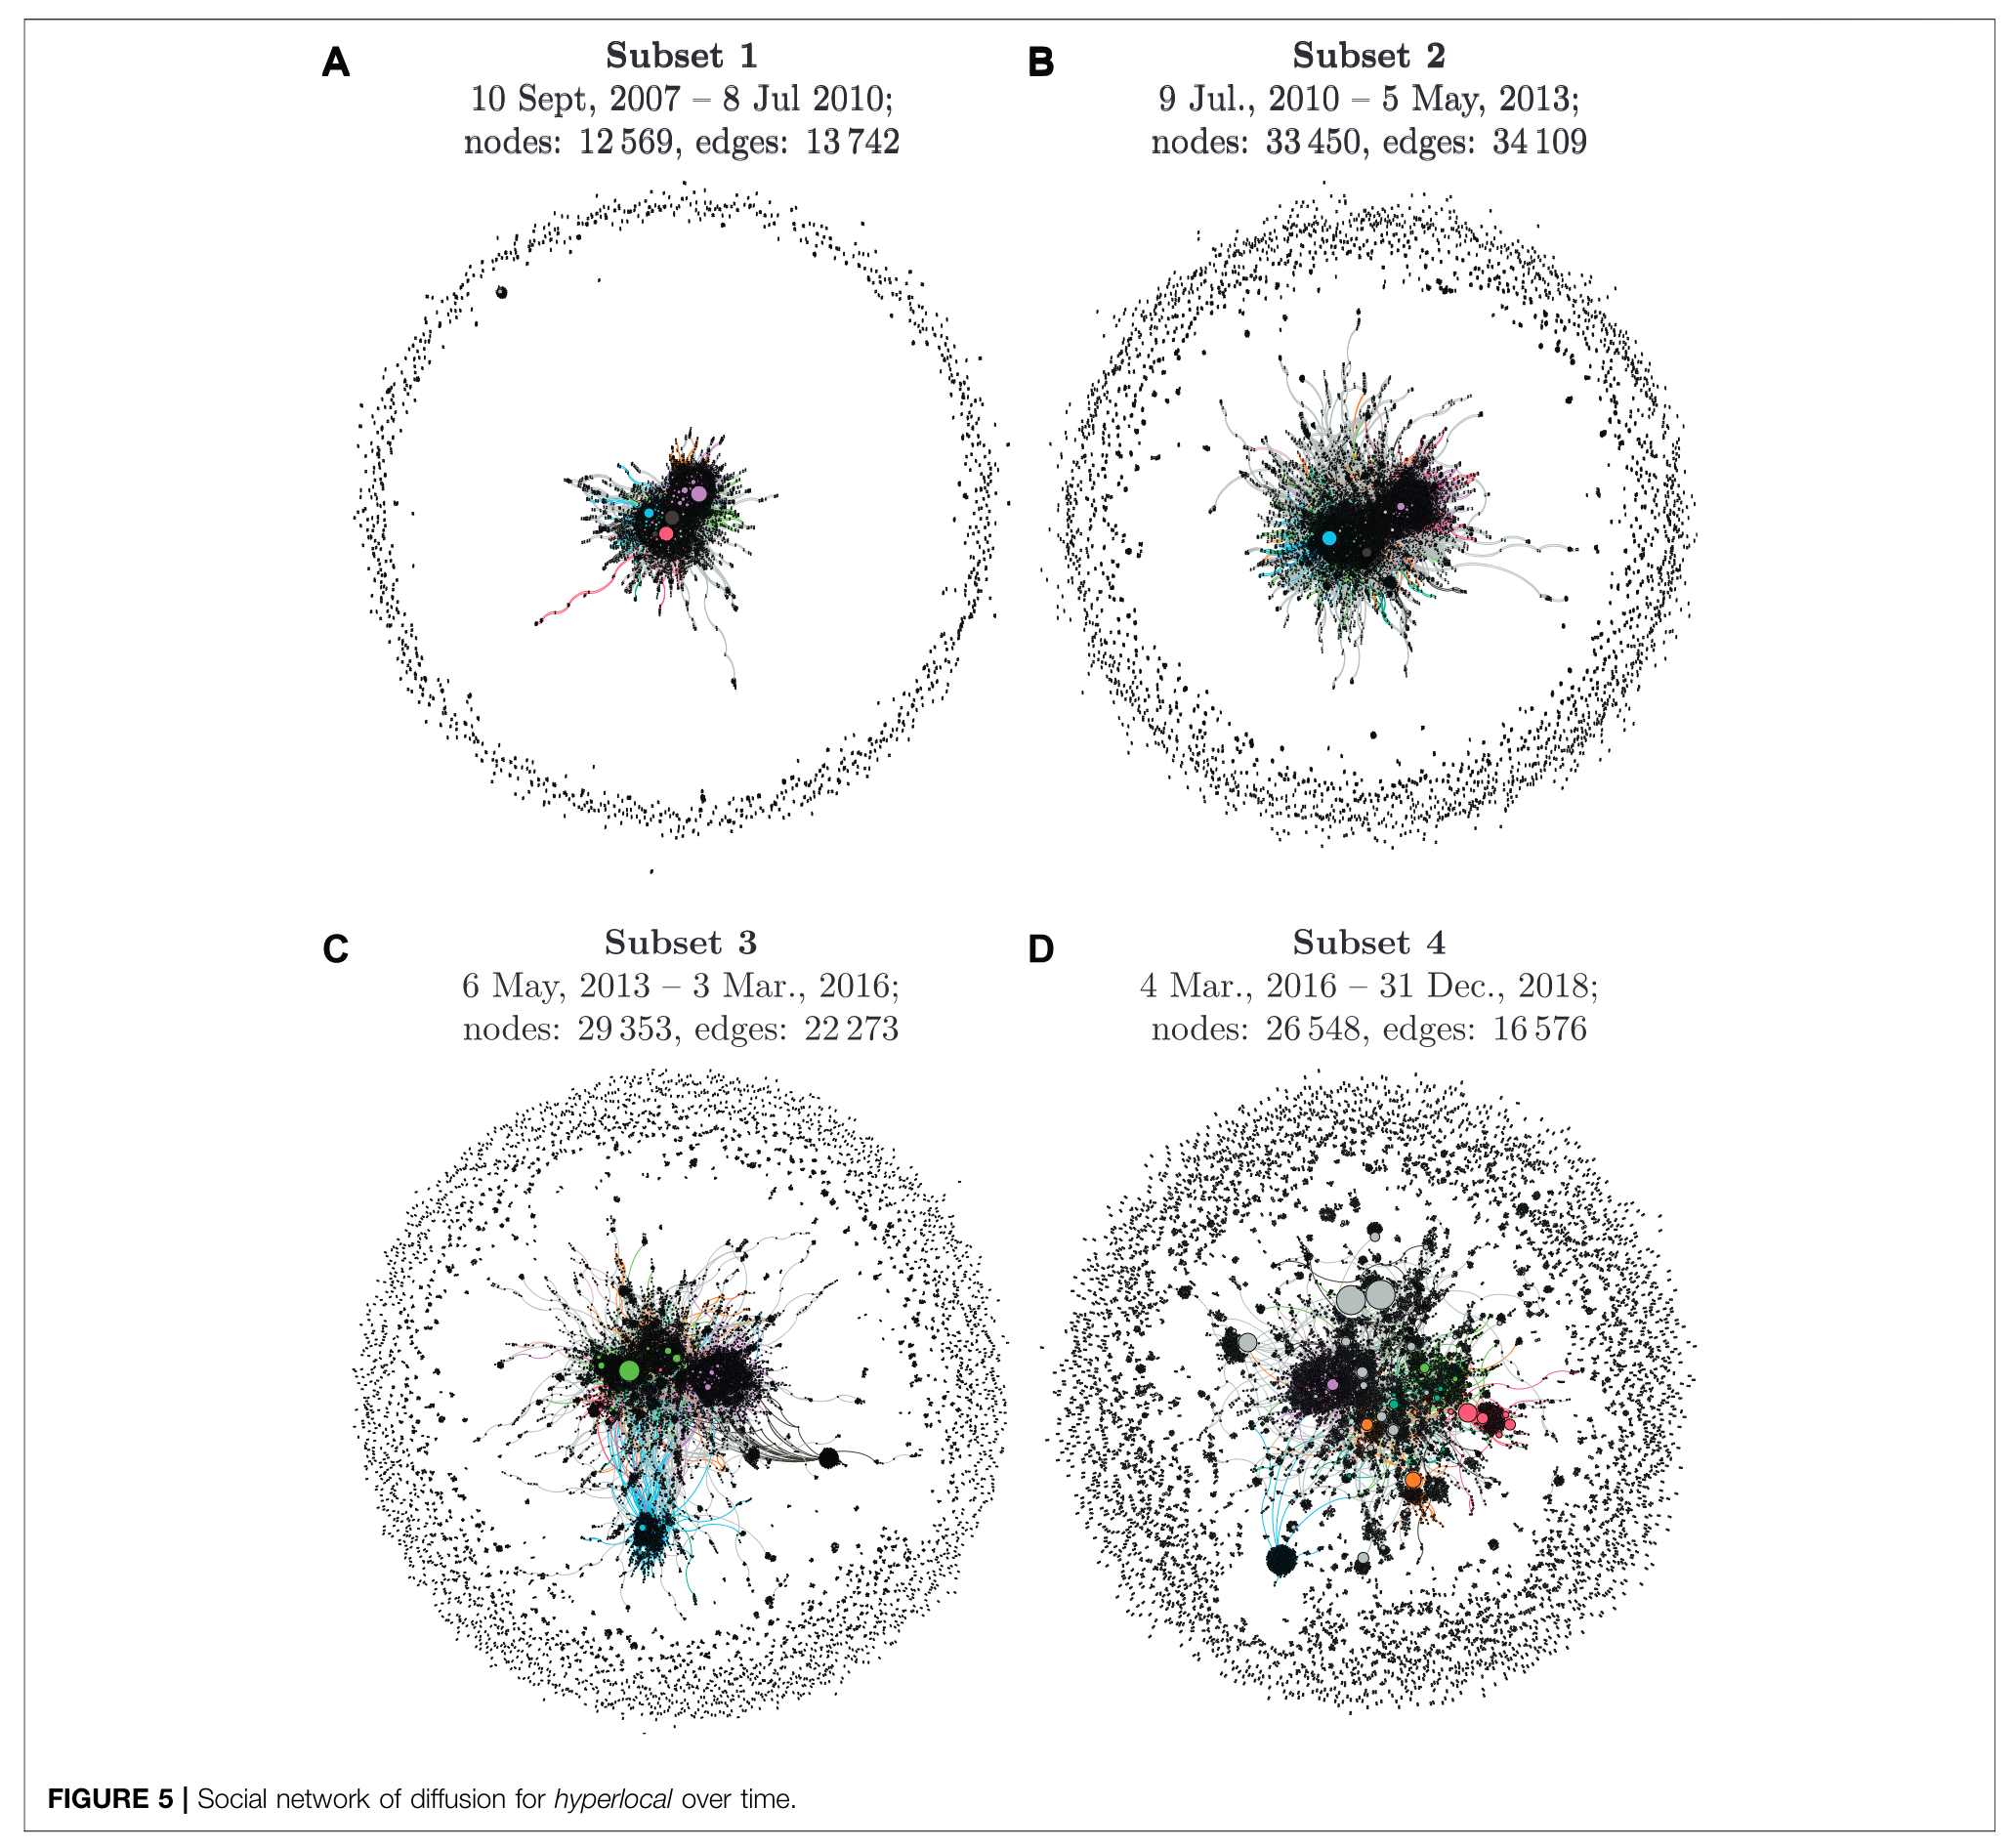 A
Subset 1
10 Sept, 2007 – 8 Jul 2010;
nodes: 12 569, edges: 13 742
B
Subset 2
9 Jul., 2010 – 5 May, 2013;
nodes: 33 450, edges: 34 109
C
Subset 3
6 May, 2013 – 3 Mar., 2016;
nodes: 29 353, edges: 22 273
D
Subset 4
4 Mar., 2016 – 31 Dec., 2018;
nodes: 26 548, edges: 16 576
FIGURE 5 | Social network of diffusion for hyperlocal over time.